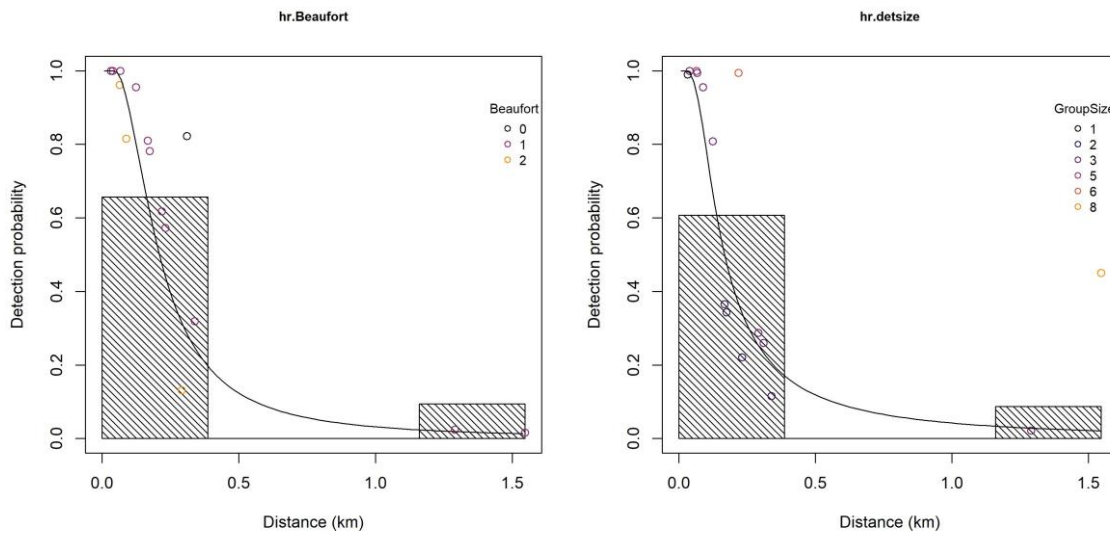 hr.Beaufort
Detection probability
1.0
0.8
0.6
0.4
0.2
0.0
Beaufort
0
1
2
0.0 0.5 1.0 1.5
Distance (km)
hr.detsize
Detection probability
1.0
0.8
0.6
0.4
0.2
0.0
GroupSize
1
2
3
5
6
8
0.0 0.5 1.0 1.5
Distance (km)